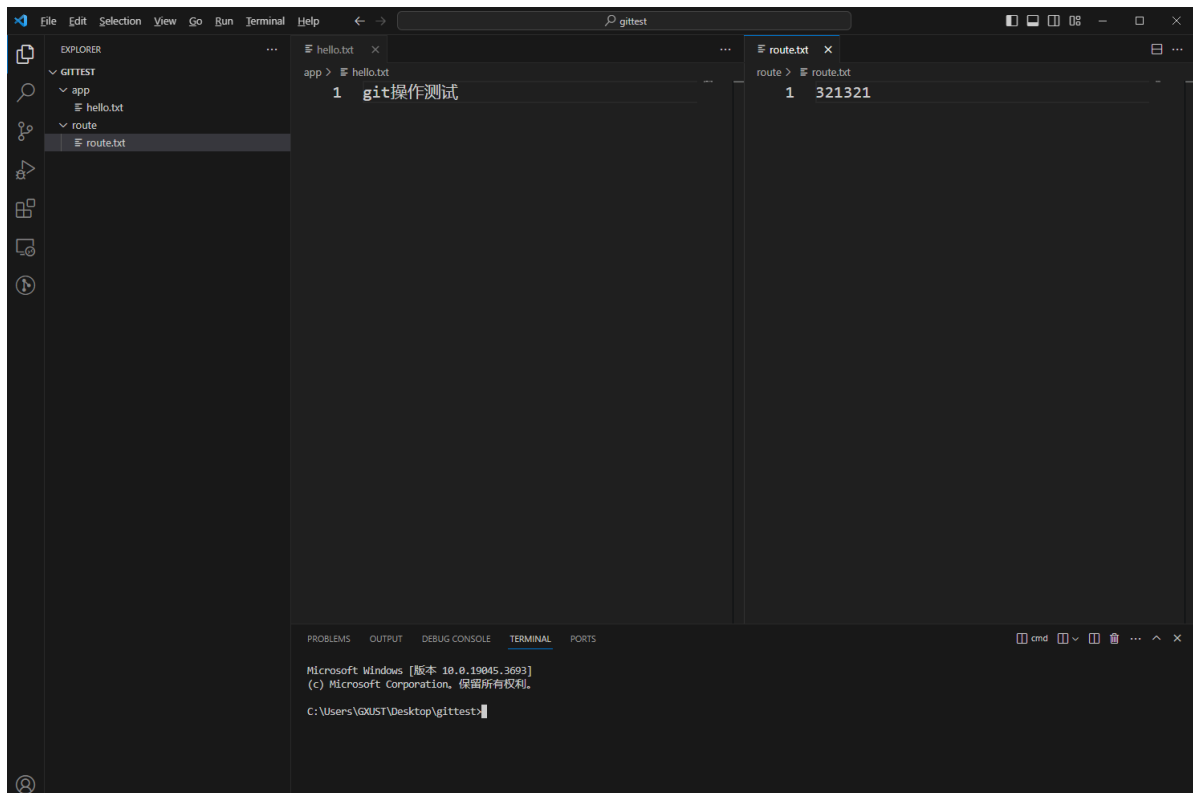 File Edit Selection View Go Run Terminal Help
gittest
EXPLORER
GITTEST
app
hello.txt
route
route.txt
hello.txt
app > hello.txt
1 git操作测试
route.txt
route > route.txt
1 321321
PROBLEMS OUTPUT DEBUG CONSOLE TERMINAL PORTS
cmd
Microsoft Windows [版本 10.0.19045.3693]
(c) Microsoft Corporation。保留所有权利。
C:\Users\GXUST\Desktop\gittest>